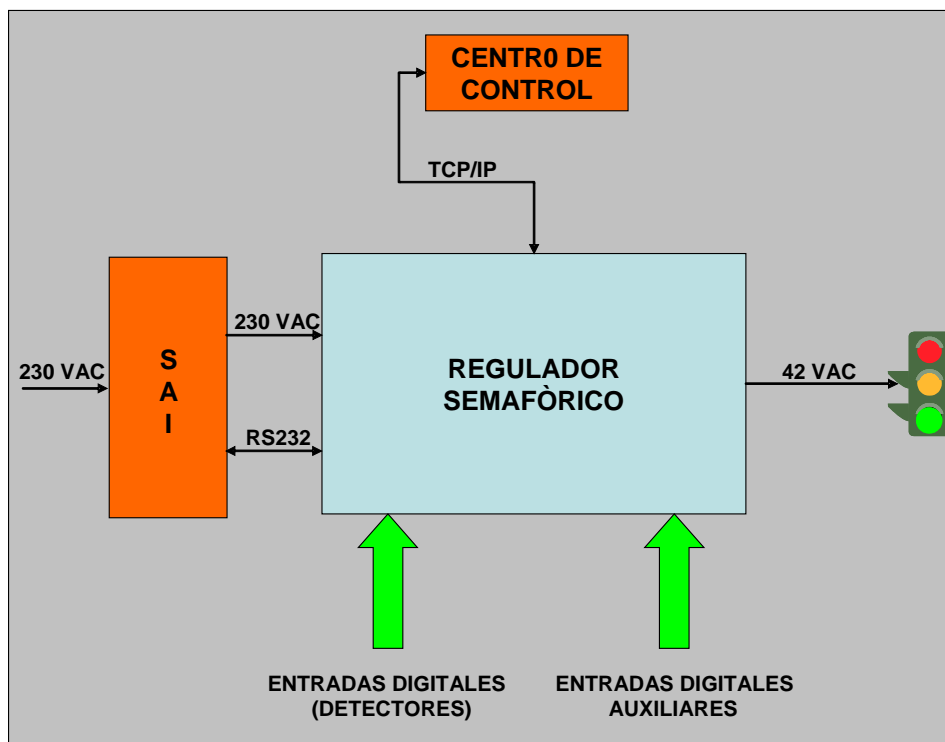 CENTR0 DE
CONTROL
TCP/IP
230 VAC
S
A
I
230 VAC
RS232
REGULADOR
SEMAFÒRICO
42 VAC
ENTRADAS DIGITALES
(DETECTORES)
ENTRADAS DIGITALES
AUXILIARES